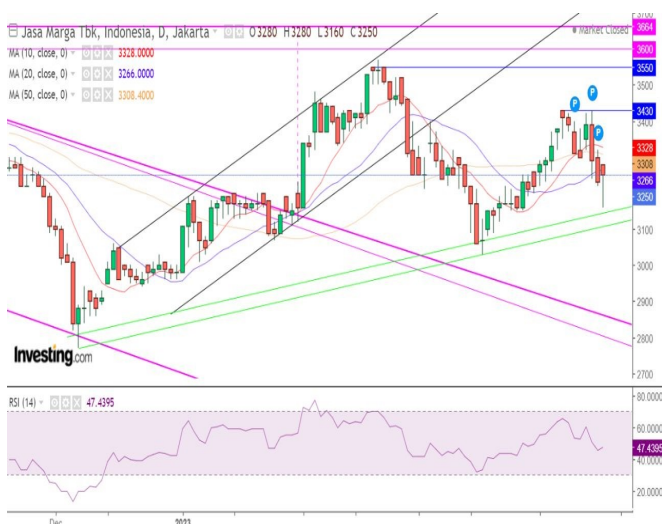 3700
Jasa Marga Tbk, Indonesia, D, Jakarta O3280 H3280 L3160 C3250
Market Closed
MA (10, close, 0) 3328.0000
MA (20, close, 0) 3266.0000
MA (50, close, 0) 3308.4000
3664
3600
3550
3500
3430
3400
3328
3308
3266
3250
3100
3000
2900
2800
2700
P
P
P
Investing.com
RSI (14) 47.4395
80.0000
60.0000
47.4395
40.0000
20.0000
Dec
2023